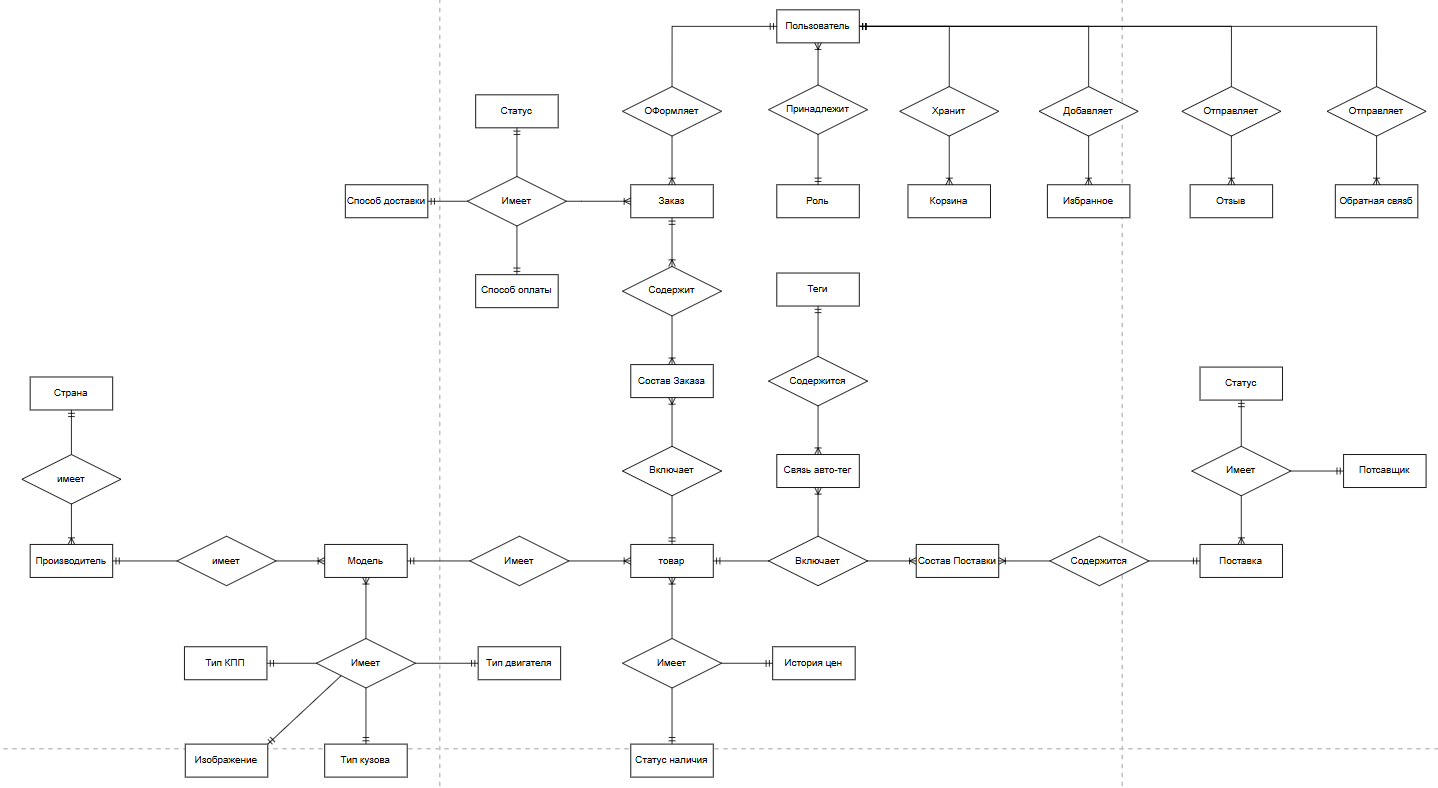 Пользователь
Статус
ОФормляет
Принадлежит
Хранит
Добавляет
Отправляет
Отправляет
Способ доставки
Имеет
Заказ
Роль
Корзина
Избранное
Отзыв
Обратная связб
Способ оплаты
Содержит
Теги
Страна
Состав Заказа
Содержится
Статус
имеет
Включает
Связь авто-тег
Имеет
Потсавщик
Производитель
имеет
Модель
Имеет
товар
Включает
Состав Поставки
Содержится
Поставка
Тип КПП
Имеет
Тип двигателя
Имеет
История цен
Изображение
Тип кузова
Статус наличия